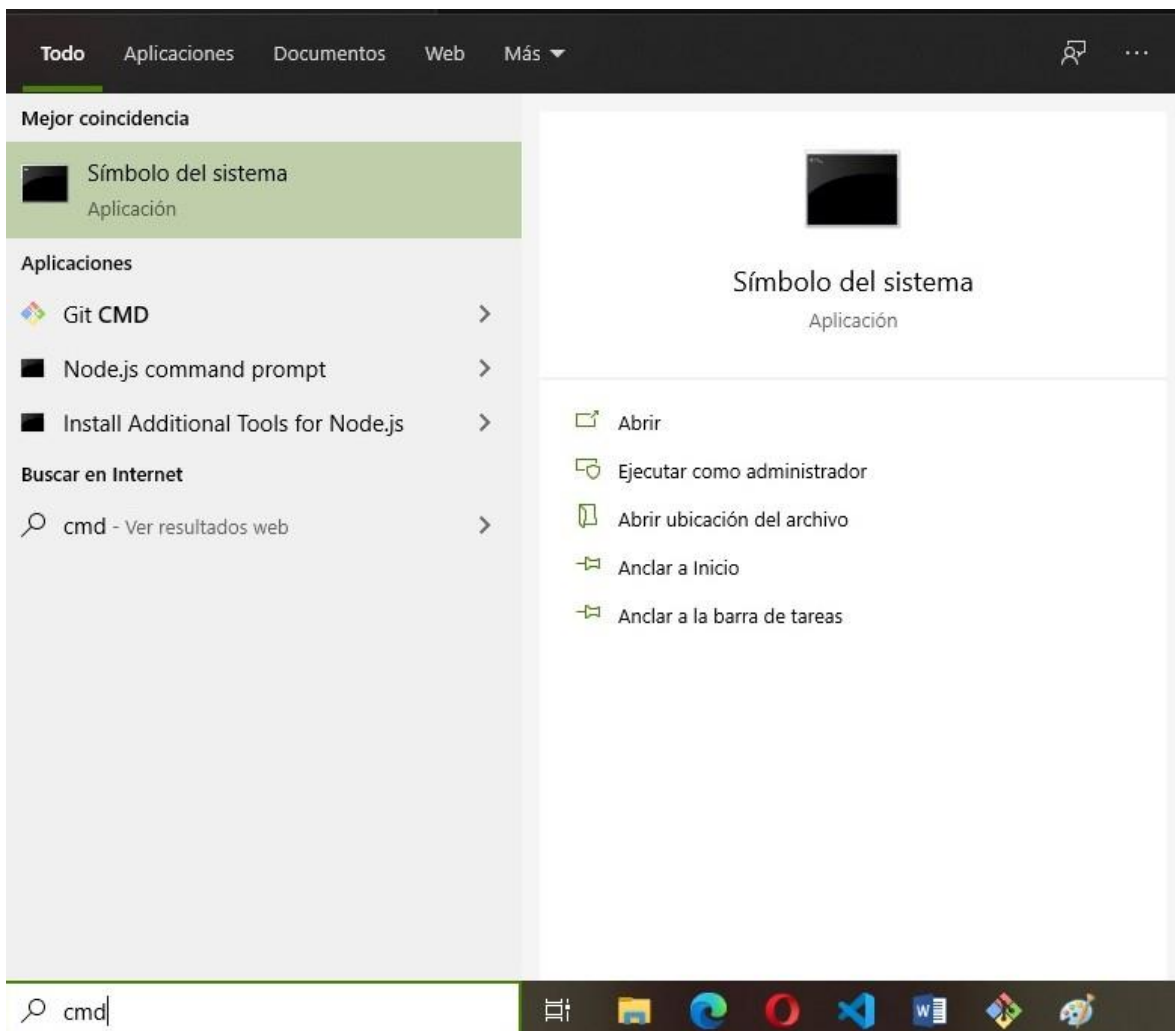 Todo Aplicaciones Documentos Web Más
Mejor coincidencia
Símbolo del sistema
Aplicación
Aplicaciones
Git CMD
Node.js command prompt
Install Additional Tools for Node.js
Buscar en Internet
cmd - Ver resultados web
Símbolo del sistema
Aplicación
Abrir
Ejecutar como administrador
Abrir ubicación del archivo
Anclar a Inicio
Anclar a la barra de tareas
cmd